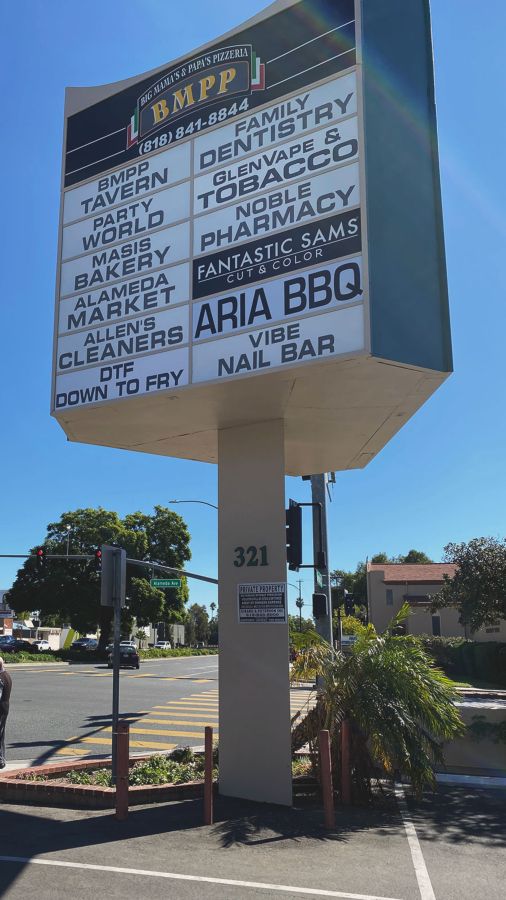 BIG MAMA'S & PAPA'S PIZZERIA
BMPP
(818) 841-8844
BMPP
TAVERN
PARTY
WORLD
MASIS
BAKERY
ALAMEDA
MARKET
ALLEN'S
CLEANERS
DTF
DOWN TO FRY
FAMILY
DENTISTRY
GLENVAPE &
TOBACCO
NOBLE
PHARMACY
FANTASTIC SAMS
CUT & COLOR
ARIA BBQ
VIBE
NAIL BAR
321
PRIVATE PROPERTY
Alameda Ave